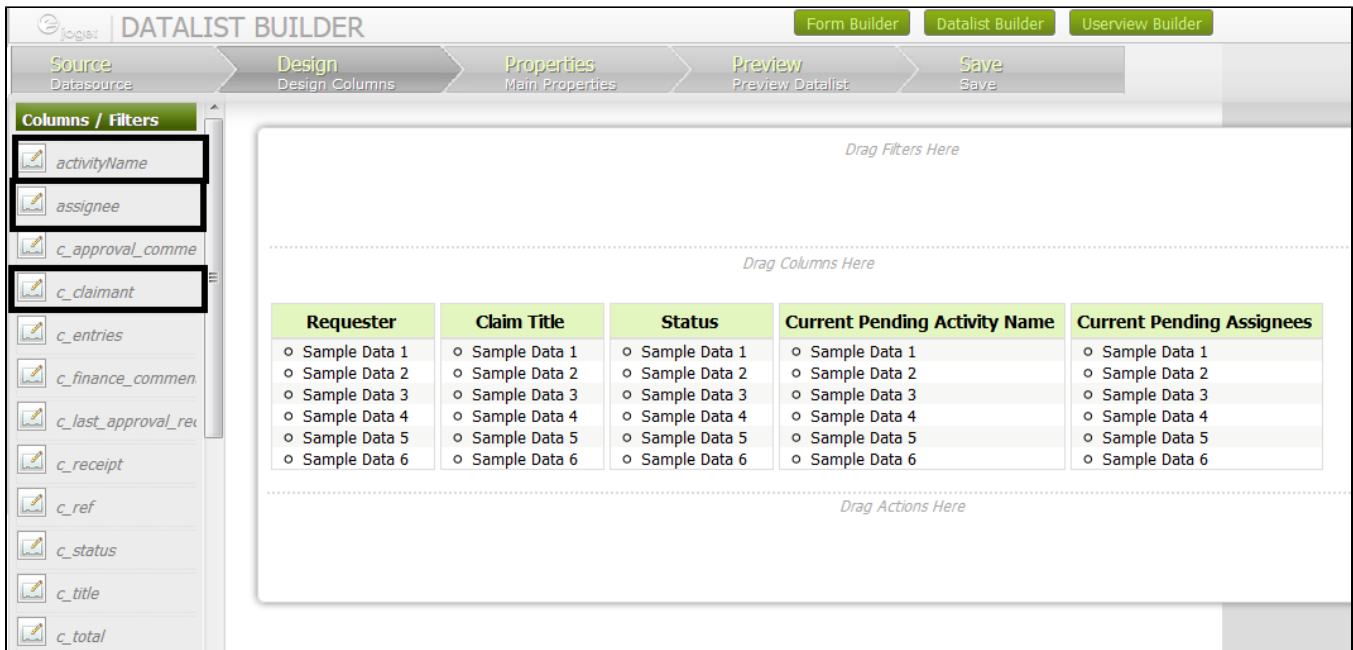 joget | DATALIST BUILDER Form Builder Datalist Builder Userview Builder
Source Design Properties Preview Save
Datasource Design Columns Main Properties Preview Datalist Save
Columns / Filters
activityName
assignee
c_approval_comme
c_claimant
c_entries
c_finance_commen
c_last_approval_rec
c_receipt
c_ref
c_status
c_title
c_total
Drag Filters Here
Drag Columns Here
Requester Claim Title Status Current Pending Activity Name Current Pending Assignees
Sample Data 1 Sample Data 1 Sample Data 1 Sample Data 1 Sample Data 1
Sample Data 2 Sample Data 2 Sample Data 2 Sample Data 2 Sample Data 2
Sample Data 3 Sample Data 3 Sample Data 3 Sample Data 3 Sample Data 3
Sample Data 4 Sample Data 4 Sample Data 4 Sample Data 4 Sample Data 4
Sample Data 5 Sample Data 5 Sample Data 5 Sample Data 5 Sample Data 5
Sample Data 6 Sample Data 6 Sample Data 6 Sample Data 6 Sample Data 6
Drag Actions Here